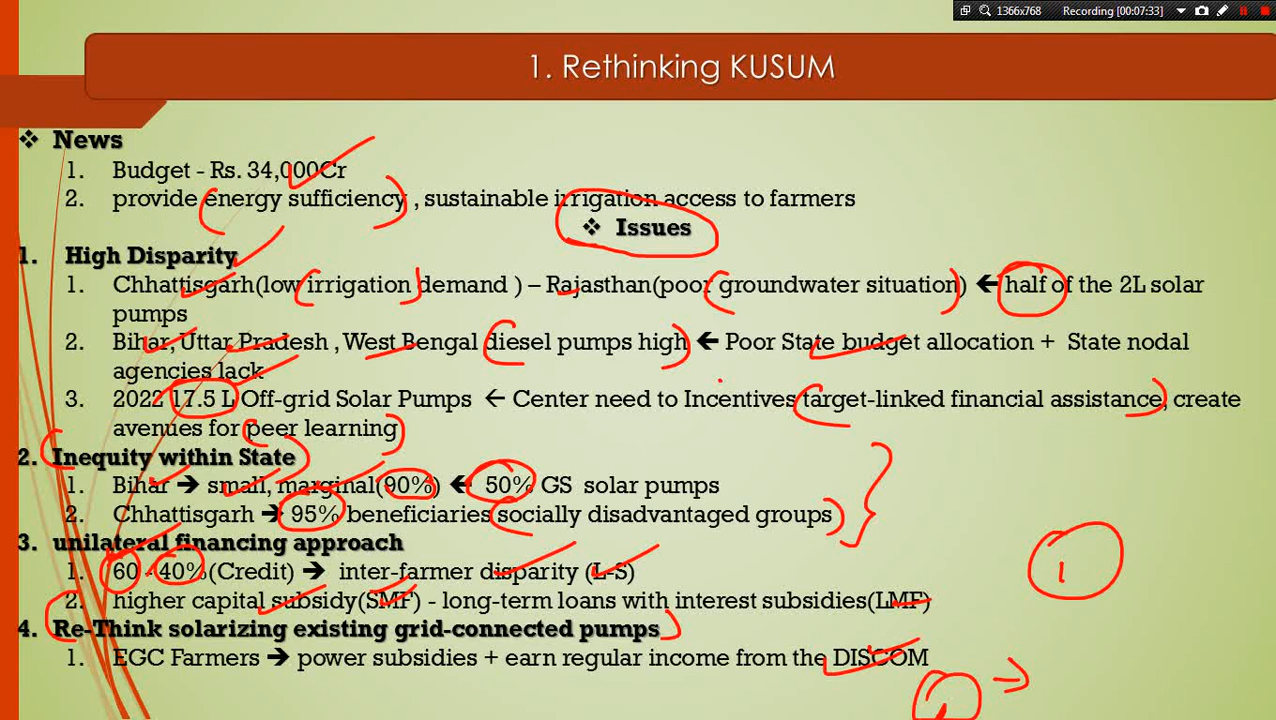 1366x768 Recording [00:07:33]
1. Rethinking KUSUM
❖ News
1. Budget - Rs. 34,000Cr
2. provide energy sufficiency , sustainable irrigation access to farmers
❖ Issues
1. High Disparity
1. Chhattisgarh(low irrigation demand ) – Rajasthan(poor groundwater situation) 🡸 half of the 2L solar
pumps
2. Bihar, Uttar Pradesh , West Bengal diesel pumps high 🡸 Poor State budget allocation + State nodal
agencies lack
3. 2022 17.5 L Off-grid Solar Pumps ← Center need to Incentives target-linked financial assistance, create
avenues for peer learning
2. Inequity within State
1. Bihar → small, marginal(90%) 🡸 50% GS solar pumps
2. Chhattisgarh → 95% beneficiaries socially disadvantaged groups
3. unilateral financing approach
1. 60 - 40% (Credit) → inter-farmer disparity (L-S)
2. higher capital subsidy(SMF) - long-term loans with interest subsidies(LMF)
4. Re-Think solarizing existing grid-connected pumps
1. EGC Farmers → power subsidies + earn regular income from the DISCOM
1